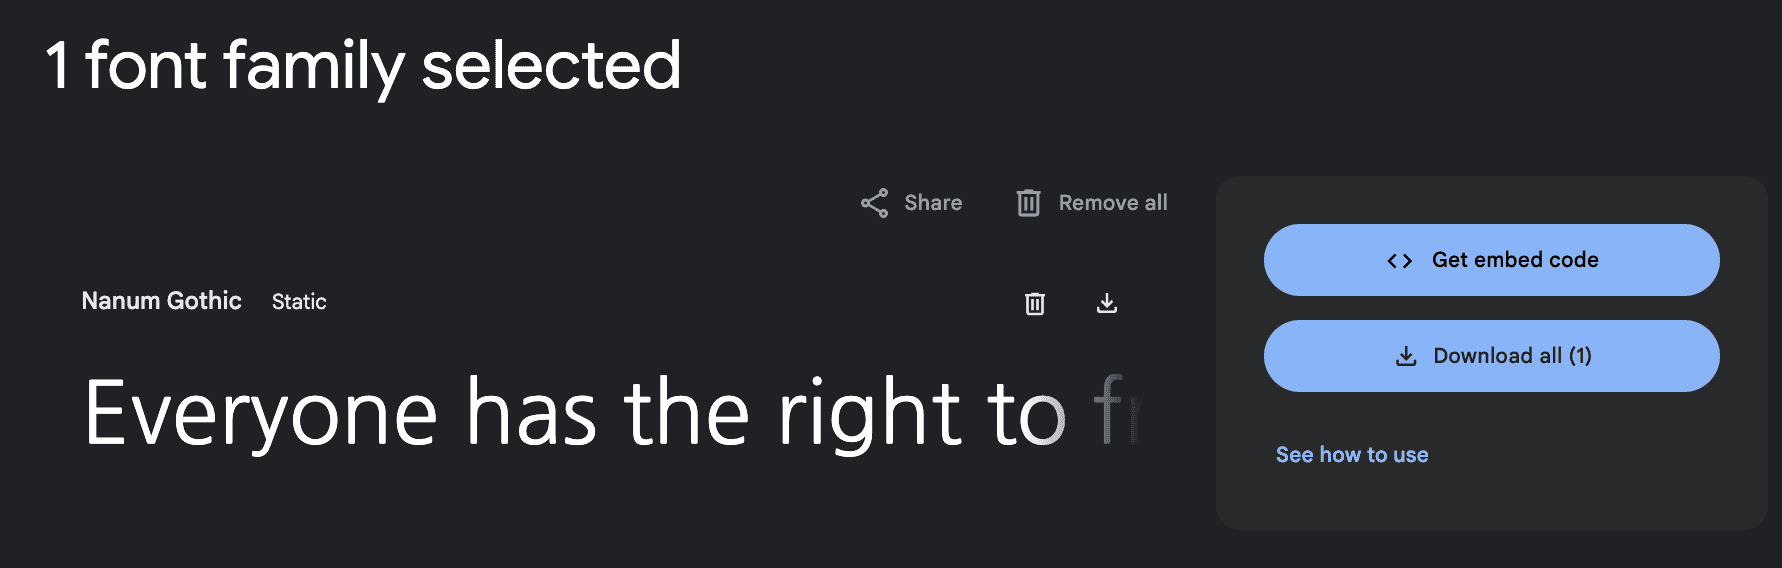 1 font family selected
Share Remove all
Get embed code
Nanum Gothic Static
Download all (1)
Everyone has the right to
See how to use